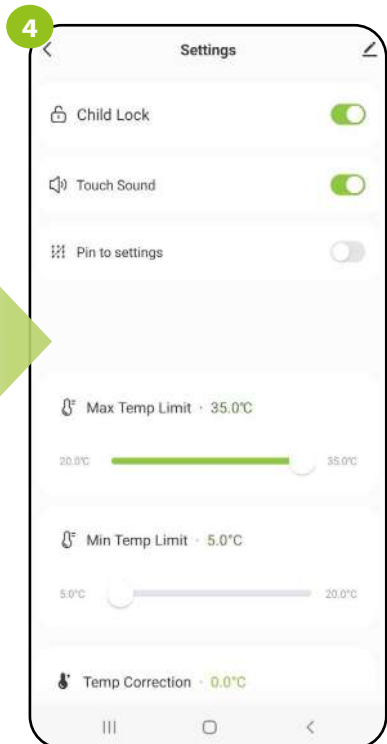 4
Settings
Child Lock
Touch Sound
Pin to settings
Max Temp Limit · 35.0°C
20.0°C 35.0°C
Min Temp Limit · 5.0°C
5.0°C 20.0°C
Temp Correction · 0.0°C